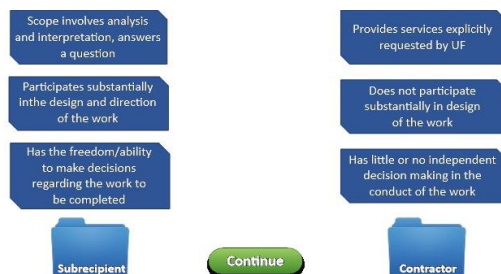 Scope involves analysis
and interpretation, answers
a question
Participates substantially
inthe design and direction
of the work
Has the freedom/ability
to make decisions
regarding the work to
be completed
Subrecipient
Continue
Provides services explicitly
requested by UF
Does not participate
substantially in design
of the work
Has little or no independent
decision making in the
conduct of the work
Contractor